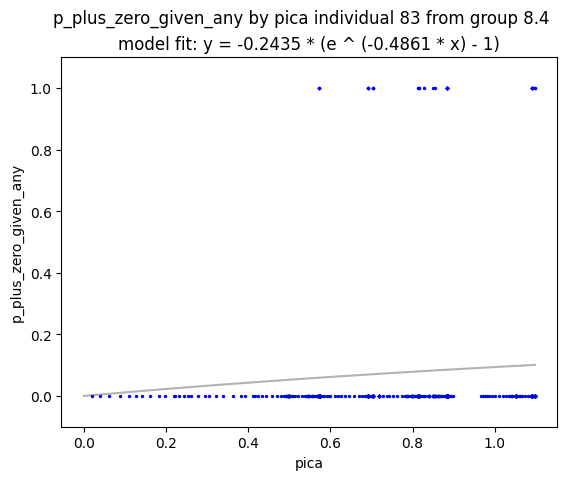 p_plus_zero_given_any by pica individual 83 from group 8.4
model fit: y = -0.2435 * (e ^ (-0.4861 * x) - 1)
1.0
0.8
0.6
0.4
0.2
0.0
p_plus_zero_given_any
0.0 0.2 0.4 0.6 0.8 1.0
pica